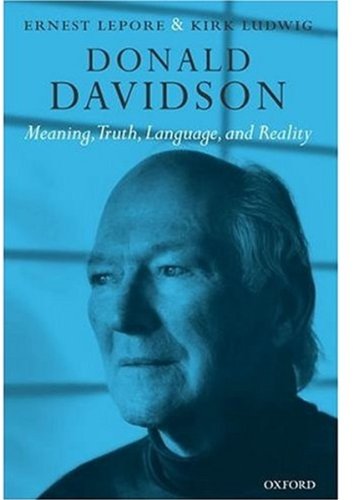 ERNEST LEPORE & KIRK LUDWIG
DONALD
DAVIDSON
Meaning, Truth, Language, and Reality
OXFORD